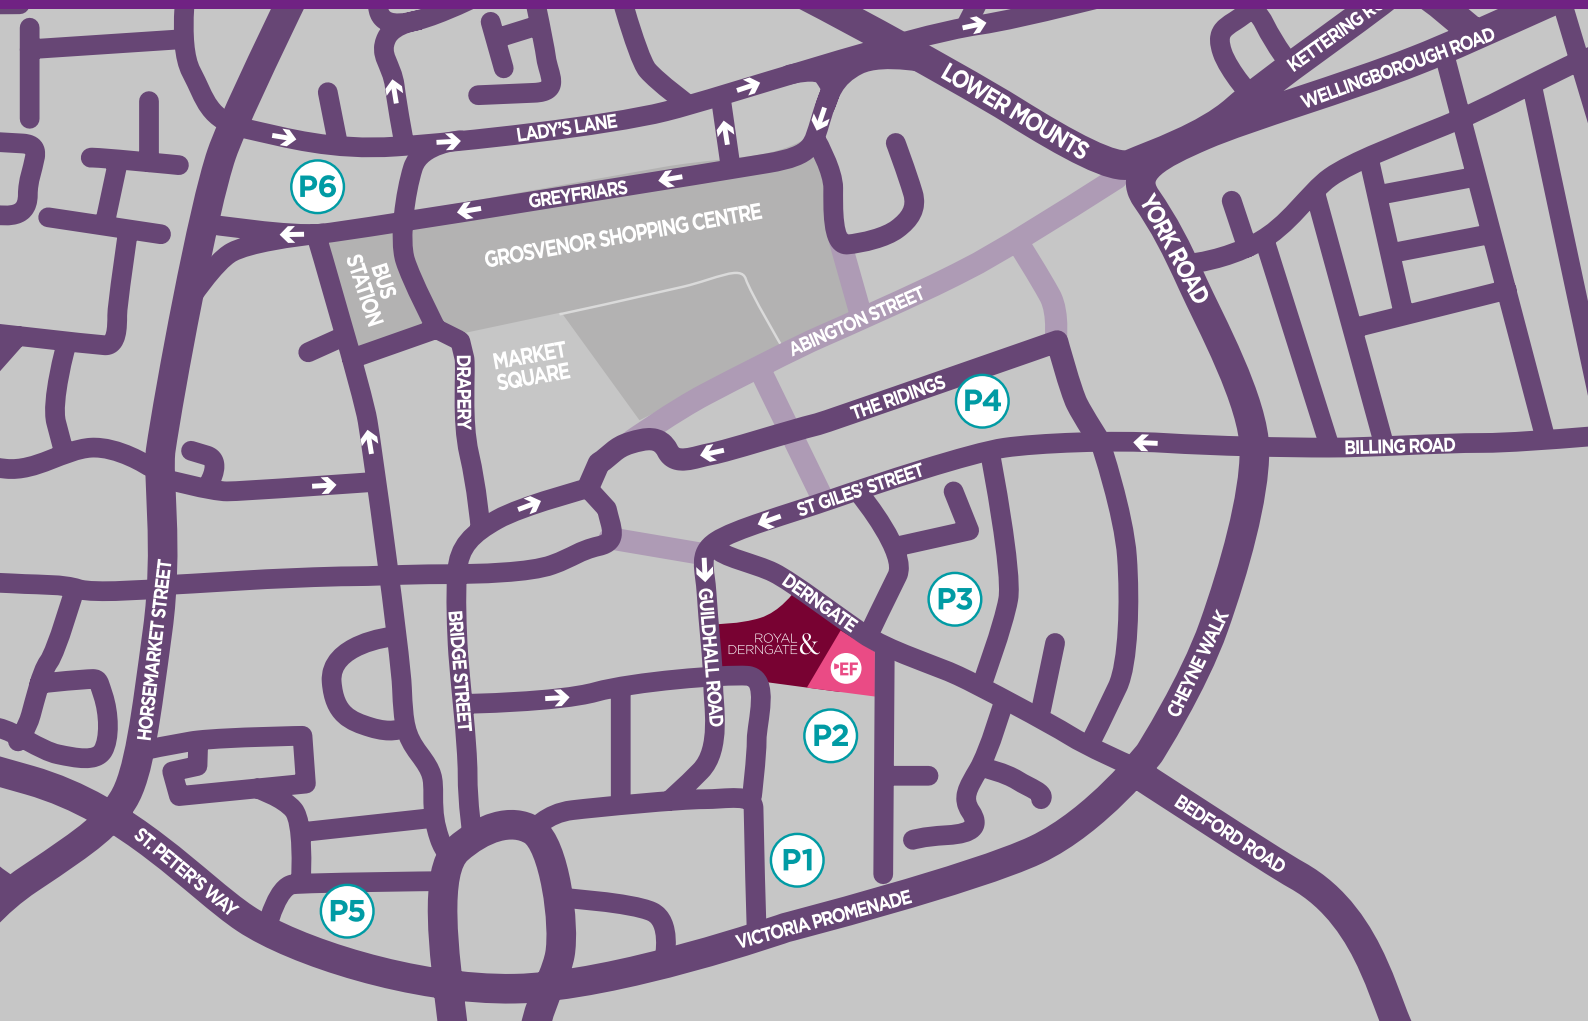 KETTERING RO
WELLINGBOROUGH ROAD
LOWER MOUNTS
LADY'S LANE
P6
GREYFRIARS
GROSVENOR SHOPPING CENTRE
YORK ROAD
BUS
STATION
ABINGTON STREET
MARKET
SQUARE
DRAPERY
THE RIDINGS
P4
BILLING ROAD
ST GILES' STREET
HORSEMARKET STREET
DERNGATE
P3
GUILDHALL ROAD
BRIDGE STREET
ROYAL
DERNGATE &
EF
CHEYNE WALK
P2
BEDFORD ROAD
ST. PETER'S WAY
P1
P5
VICTORIA PROMENADE